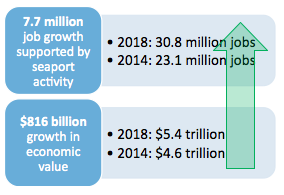 7.7 million
job growth
supported by
seaport
activity
• 2018: 30.8 million jobs
• 2014: 23.1 million jobs
$816 billion
growth in
economic
value
• 2018: $5.4 trillion
• 2014: $4.6 trillion